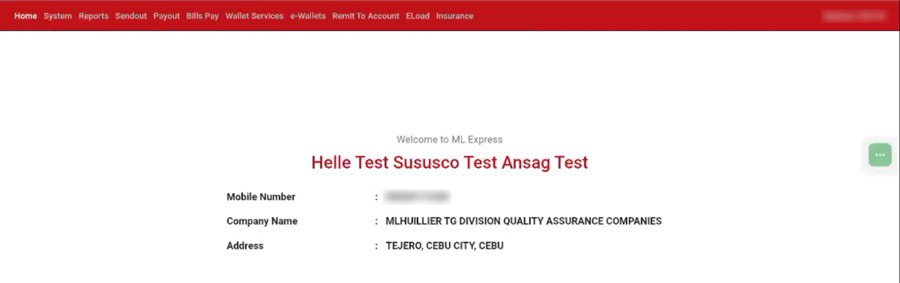 Home System Reports Sendout Payout Bills Pay Wallet Services e-Wallets Remit To Account ELoad Insurance
Welcome to ML Express
Helle Test Sususco Test Ansag Test
Mobile Number :
Company Name : MLHUILLIER TG DIVISION QUALITY ASSURANCE COMPANIES
Address : TEJERO, CEBU CITY, CEBU